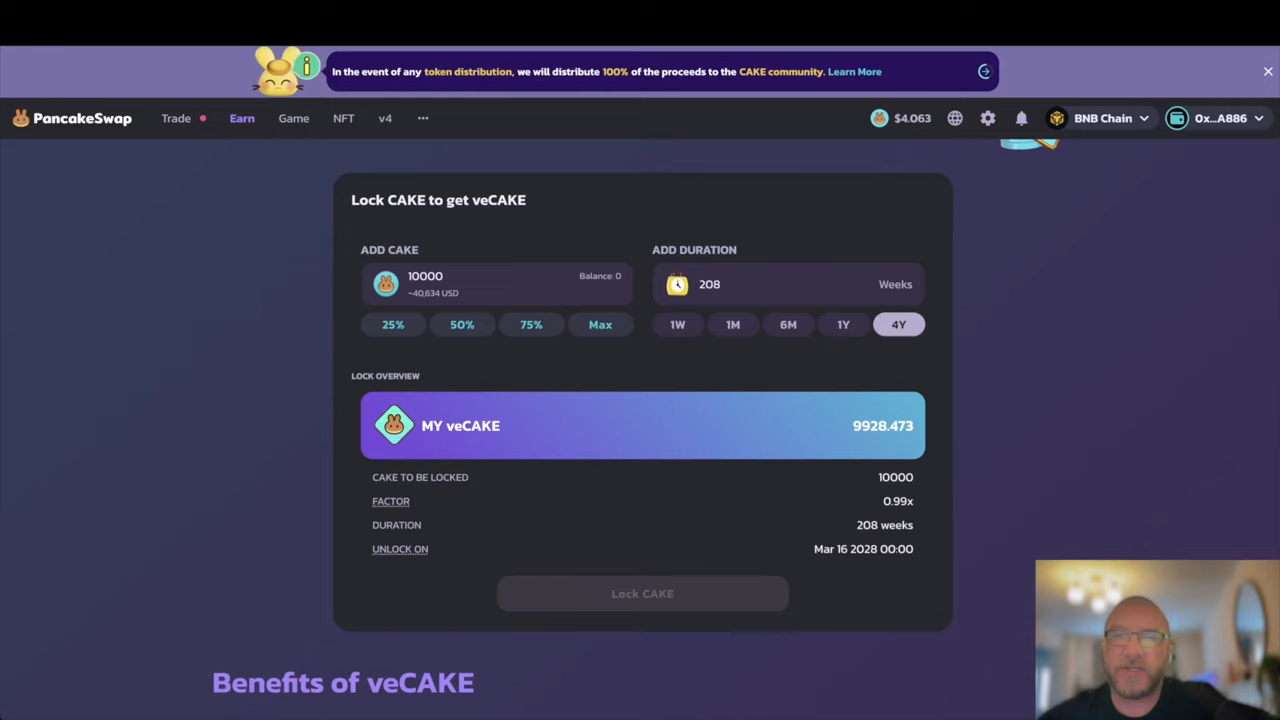 In the event of any token distribution, we will distribute 100% of the proceeds to the CAKE community. Learn More
PancakeSwap Trade Earn Game NFT v4 $4.063 BNB Chain 0x...A886
Lock CAKE to get veCAKE
ADD CAKE
10000
Balance: 0
~40,634 USD
25% 50% 75% Max
ADD DURATION
208 Weeks
1W 1M 6M 1Y 4Y
LOCK OVERVIEW
MY veCAKE 9928.473
CAKE TO BE LOCKED 10000
FACTOR 0.99x
DURATION 208 weeks
UNLOCK ON Mar 16 2028 00:00
Lock CAKE
Benefits of veCAKE